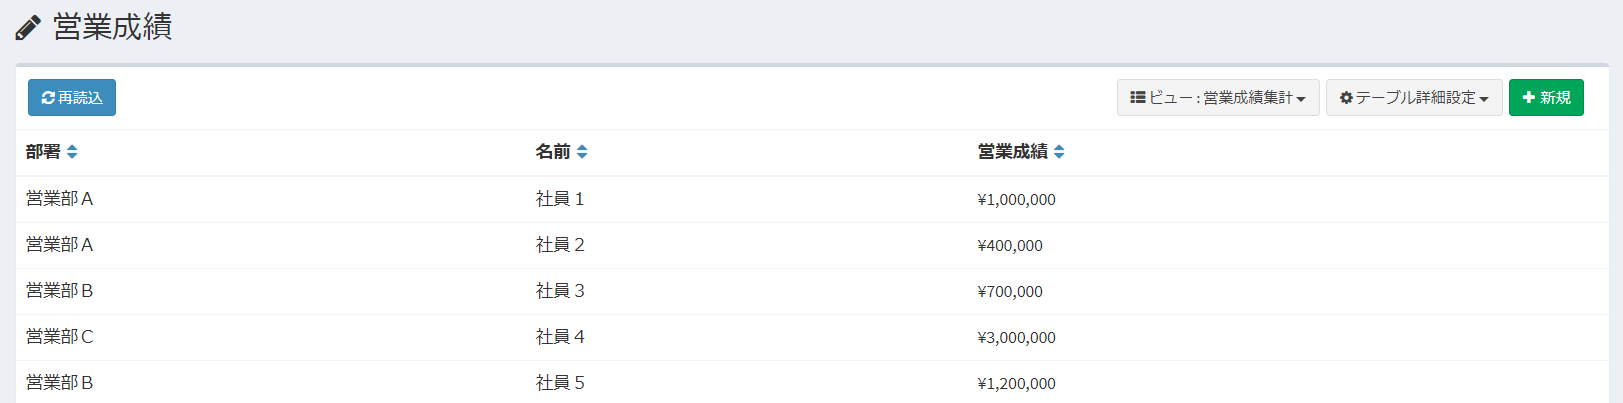 営業成績
再読込 ビュー : 営業成績集計 テーブル詳細設定 新規
部署 名前 営業成績
営業部A 社員１ ¥1,000,000
営業部A 社員２ ¥400,000
営業部B 社員３ ¥700,000
営業部C 社員４ ¥3,000,000
営業部B 社員５ ¥1,200,000